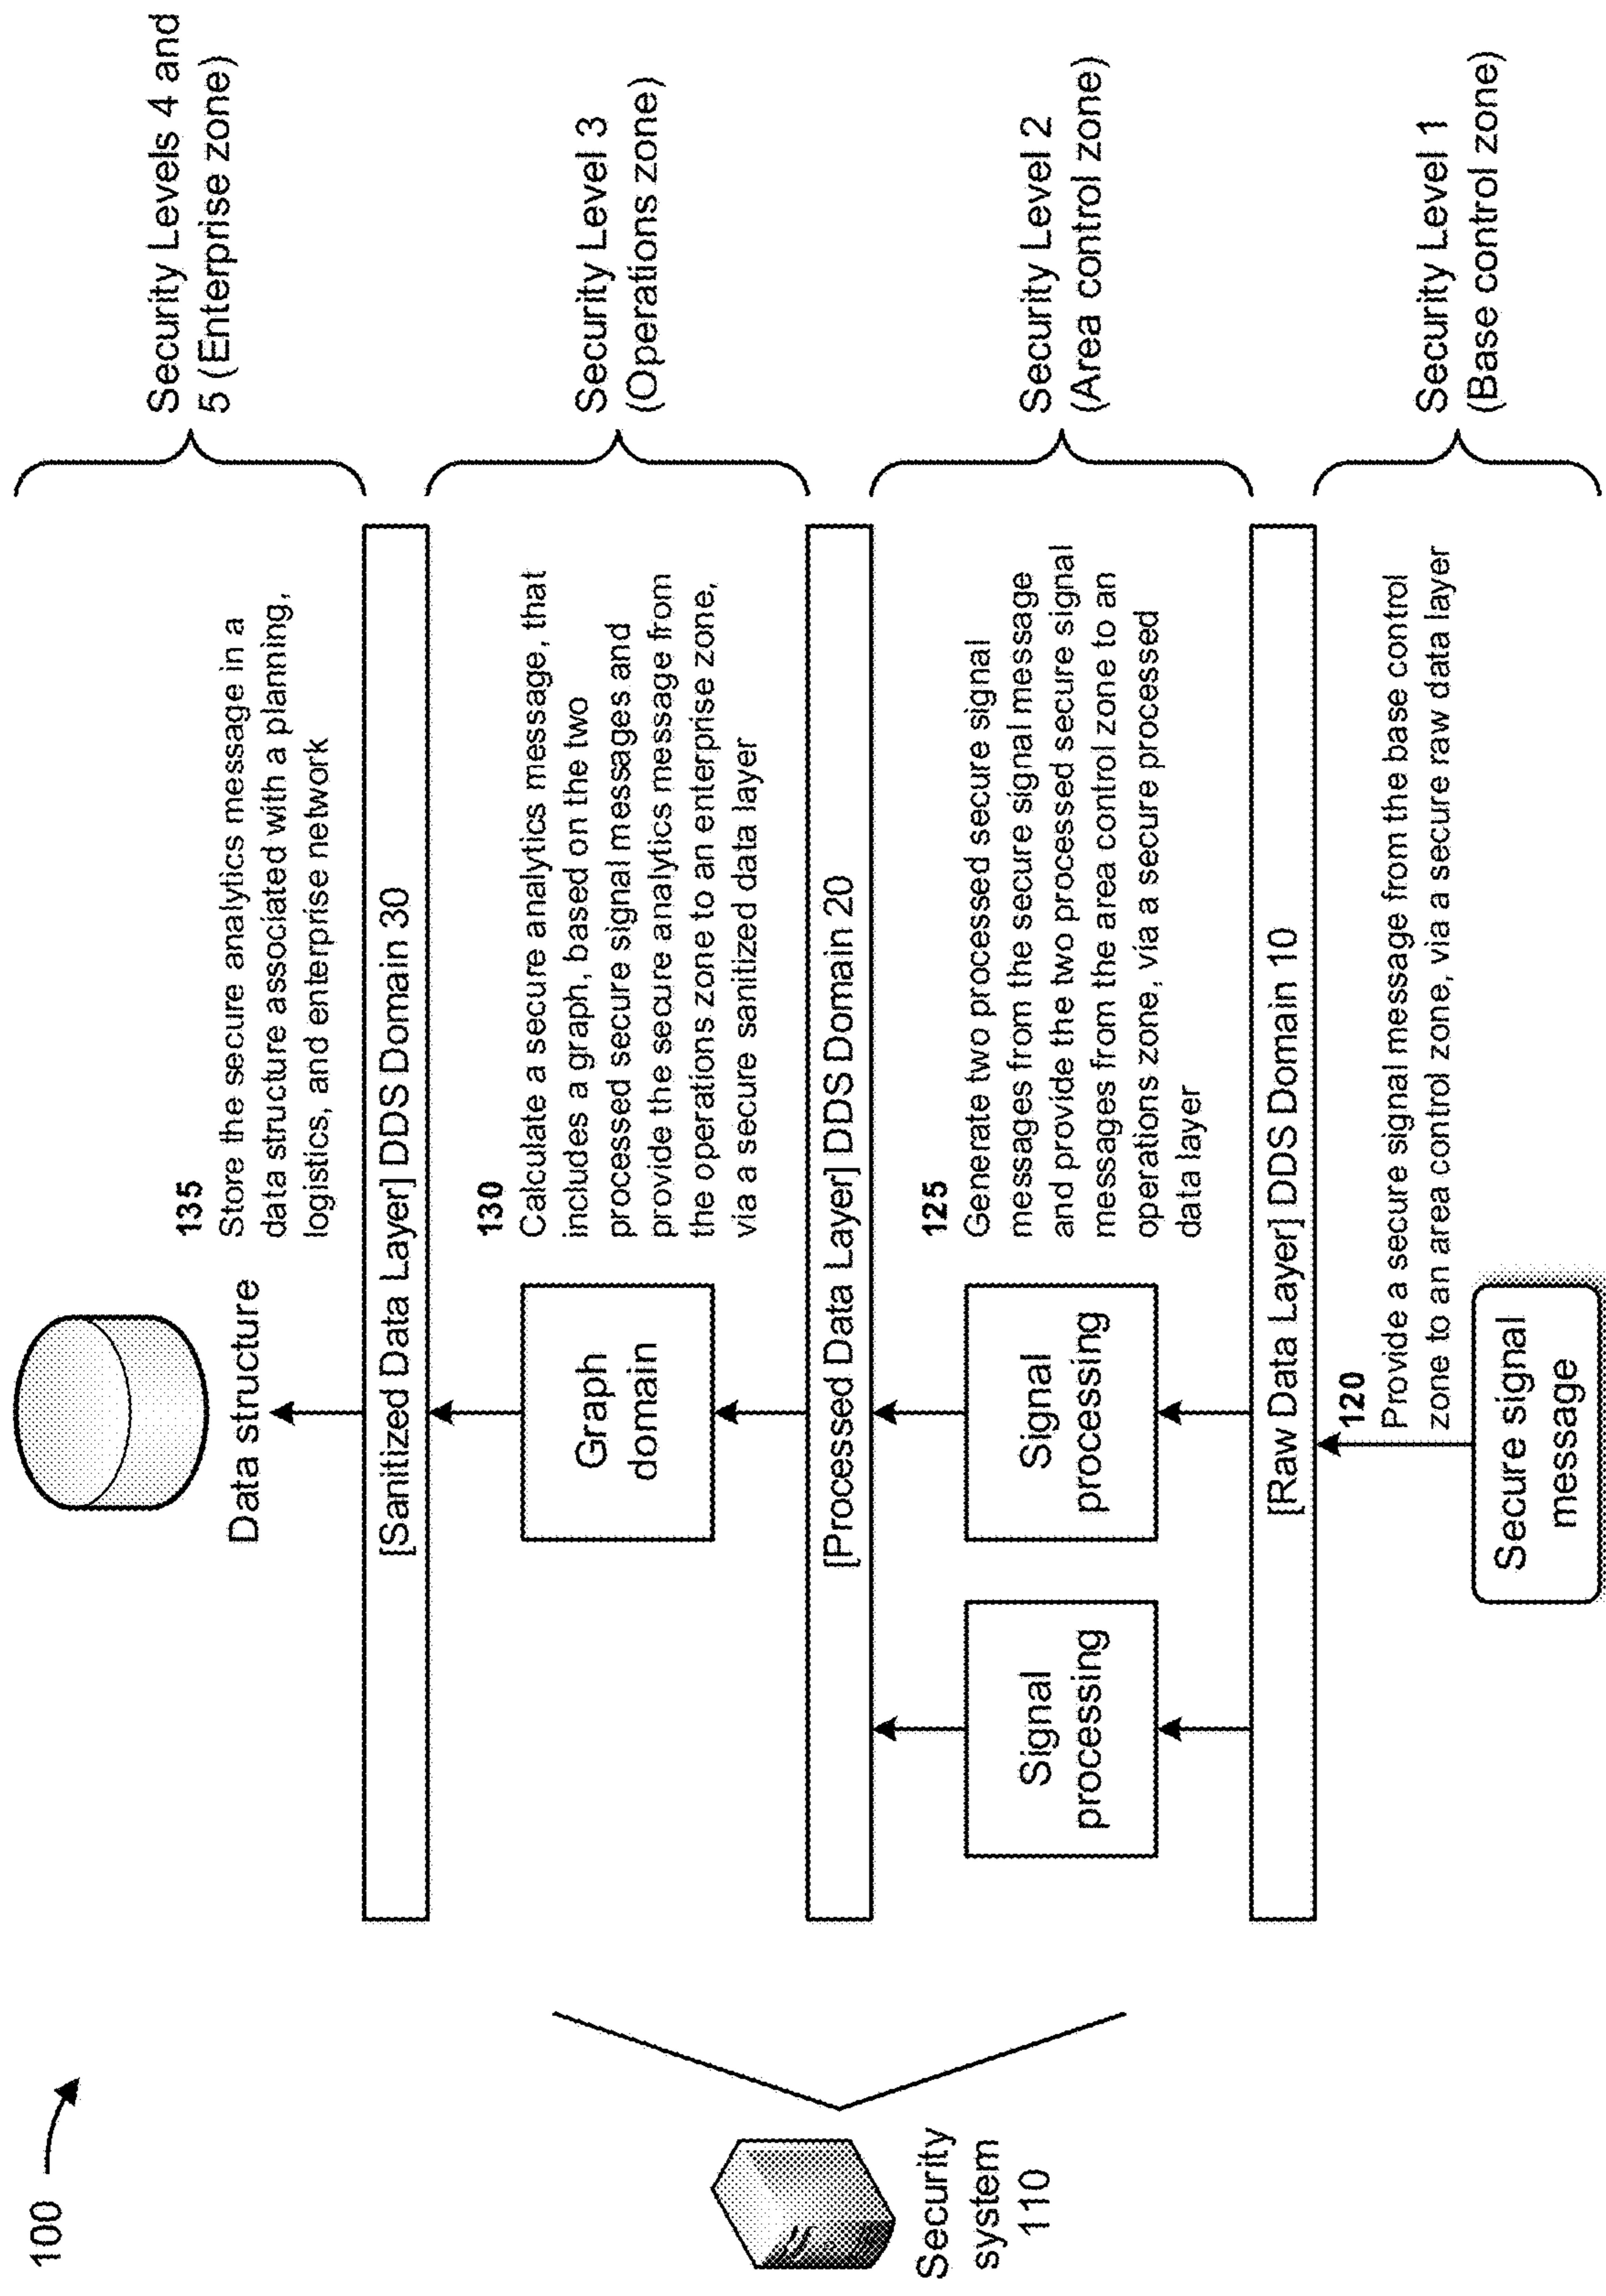 100
Security
system
110
Data structure
135
Store the secure analytics message in a
data structure associated with a planning,
logistics, and enterprise network
Security Levels 4 and
5 (Enterprise zone)
[Sanitized Data Layer] DDS Domain 30
Graph
domain
130
Calculate a secure analytics message, that
includes a graph, based on the two
processed secure signal messages and
provide the secure analytics message from
the operations zone to an enterprise zone,
via a secure sanitized data layer
Security Level 3
(Operations zone)
[Processed Data Layer] DDS Domain 20
Signal
processing
Signal
processing
125
Generate two processed secure signal
messages from the secure signal message
and provide the two processed secure signal
messages from the area control zone to an
operations zone, via a secure processed
data layer
Security Level 2
(Area control zone)
[Raw Data Layer] DDS Domain 10
120
Provide a secure signal message from the base control
zone to an area control zone, via a secure raw data layer
Secure signal
message
Security Level 1
(Base control zone)